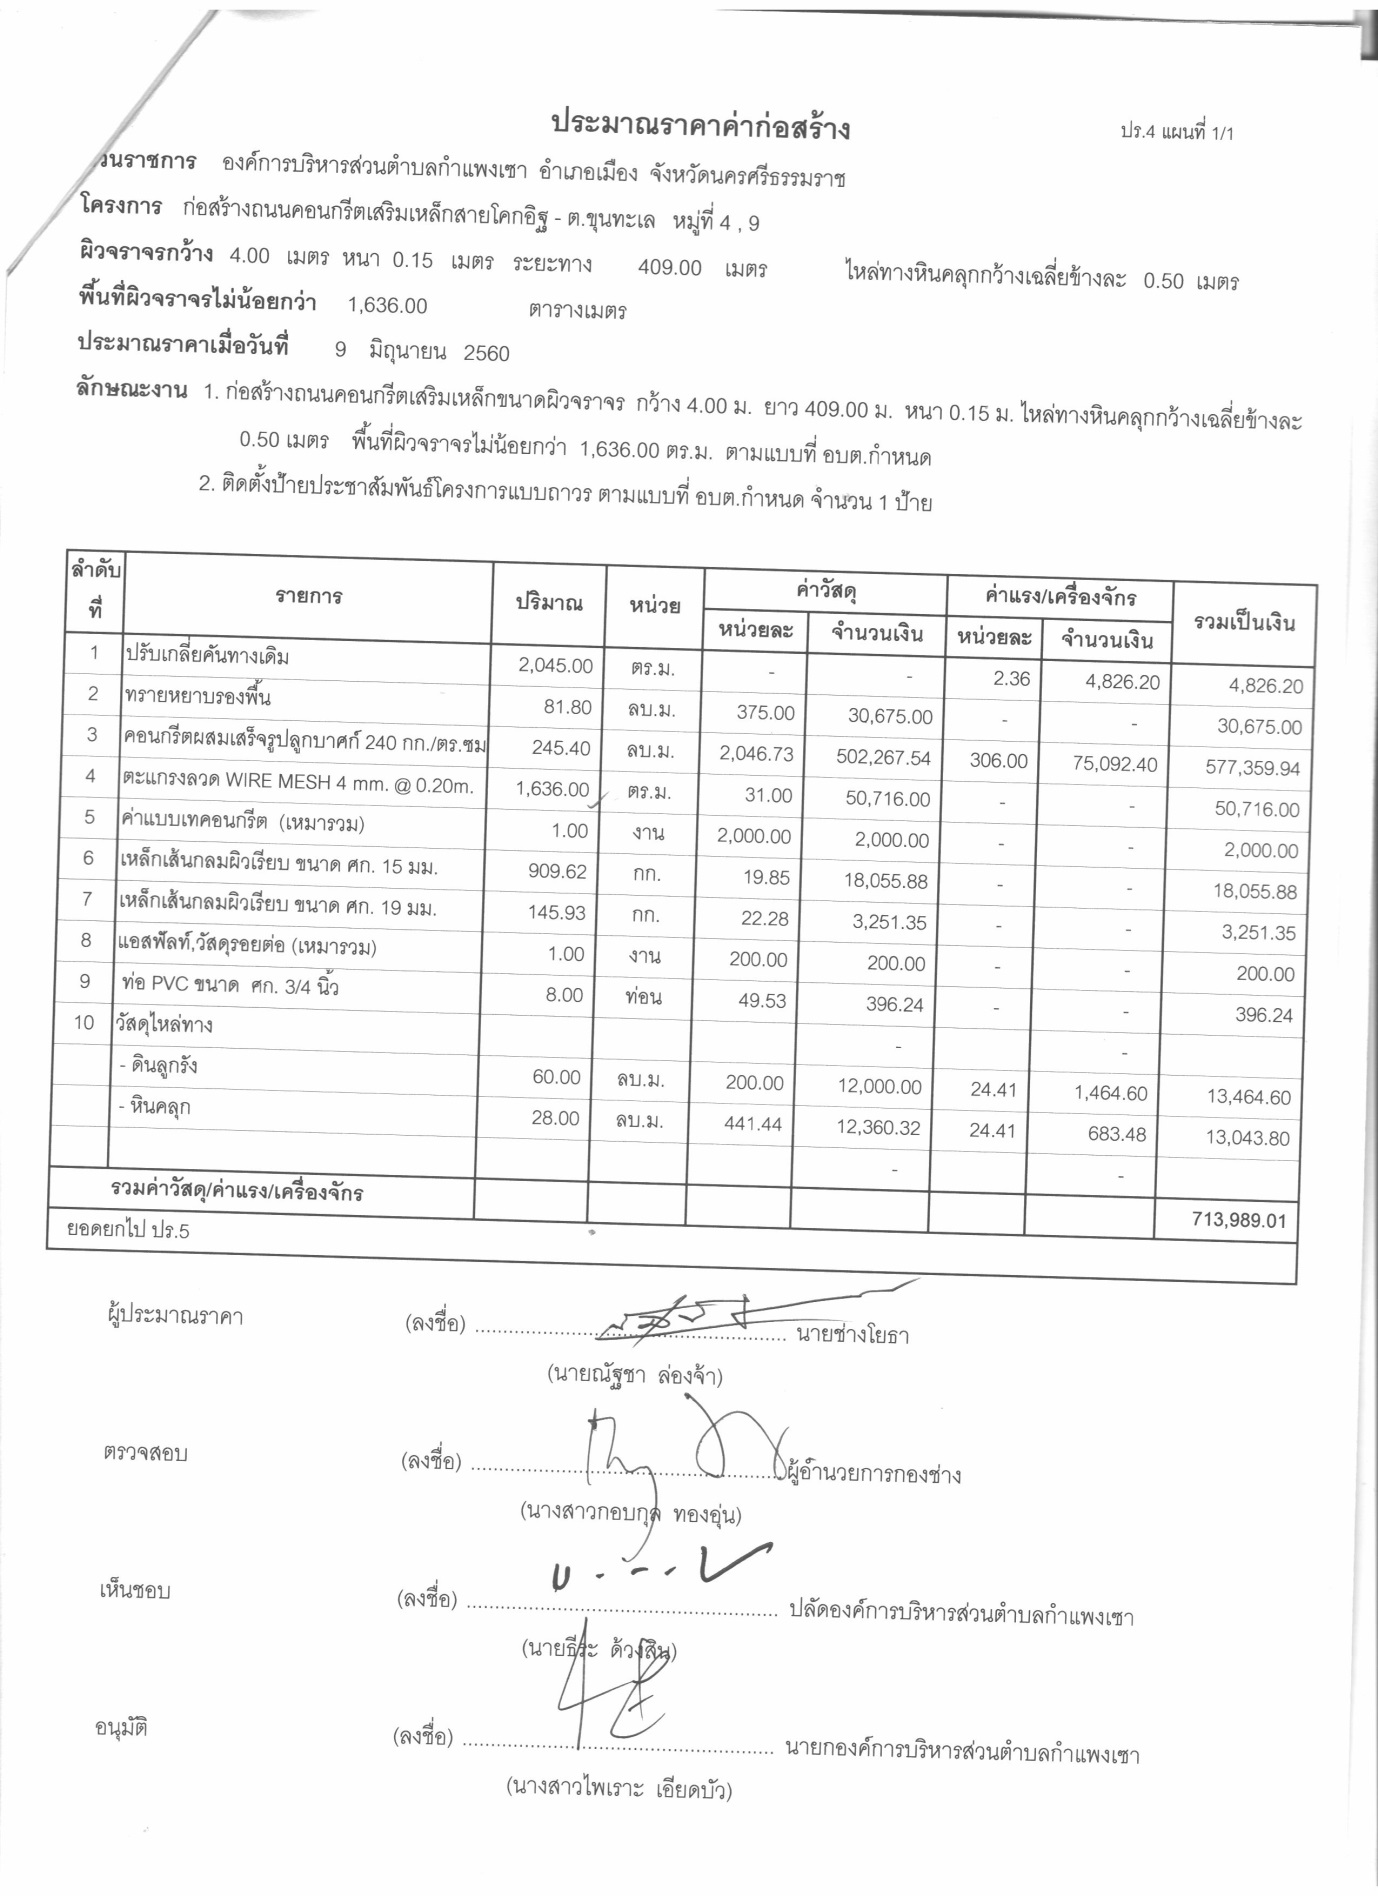 ประมาณราคาค่าก่อสร้าง
ปร.4 แผนที่ 1/1
วนราชการ องค์การบริหารส่วนตำบลกำแพงเซา อำเภอเมือง จังหวัดนครศรีธรรมราช
โครงการ ก่อสร้างถนนคอนกรีตเสริมเหล็กสายโคกอิฐ - ต.ขุนทะเล หมู่ที่ 4 , 9
ผิวจราจรกว้าง 4.00 เมตร หนา 0.15 เมตร ระยะทาง 409.00 เมตร ไหล่ทางหินคลุกกว้างเฉลี่ยข้างละ 0.50 เมตร
พื้นที่ผิวจราจรไม่น้อยกว่า 1,636.00 ตารางเมตร
ประมาณราคาเมื่อวันที่ 9 มิถุนายน 2560
ลักษณะงาน 1. ก่อสร้างถนนคอนกรีตเสริมเหล็กขนาดผิวจราจร กว้าง 4.00 ม. ยาว 409.00 ม. หนา 0.15 ม. ไหล่ทางหินคลุกกว้างเฉลี่ยข้างละ
0.50 เมตร พื้นที่ผิวจราจรไม่น้อยกว่า 1,636.00 ตร.ม. ตามแบบที่ อบต.กำหนด
2. ติดตั้งป้ายประชาสัมพันธ์โครงการแบบถาวร ตามแบบที่ อบต.กำหนด จำนวน 1 ป้าย
ลำดับที่ รายการ ปริมาณ หน่วย ค่าวัสดุ ค่าแรง/เครื่องจักร รวมเป็นเงิน
หน่วยละ จำนวนเงิน หน่วยละ จำนวนเงิน
1 ปรับเกลี่ยคันทางเดิม 2,045.00 ตร.ม. - - 2.36 4,826.20 4,826.20
2 ทรายหยาบรองพื้น 81.80 ลบ.ม. 375.00 30,675.00 - - 30,675.00
3 คอนกรีตผสมเสร็จรูปลูกบาศก์ 240 กก./ตร.ซม 245.40 ลบ.ม. 2,046.73 502,267.54 306.00 75,092.40 577,359.94
4 ตะแกรงลวด WIRE MESH 4 mm. @ 0.20m. 1,636.00 ตร.ม. 31.00 50,716.00 - - 50,716.00
5 ค่าแบบเทคอนกรีต (เหมารวม) 1.00 งาน 2,000.00 2,000.00 - - 2,000.00
6 เหล็กเส้นกลมผิวเรียบ ขนาด ศก. 15 มม. 909.62 กก. 19.85 18,055.88 - - 18,055.88
7 เหล็กเส้นกลมผิวเรียบ ขนาด ศก. 19 มม. 145.93 กก. 22.28 3,251.35 - - 3,251.35
8 แอสฟัลท์,วัสดุรอยต่อ (เหมารวม) 1.00 งาน 200.00 200.00 - - 200.00
9 ท่อ PVC ขนาด ศก. 3/4 นิ้ว 8.00 ท่อน 49.53 396.24 - - 396.24
10 วัสดุไหล่ทาง - -
- ดินลูกรัง 60.00 ลบ.ม. 200.00 12,000.00 24.41 1,464.60 13,464.60
- หินคลุก 28.00 ลบ.ม. 441.44 12,360.32 24.41 683.48 13,043.80
- -
รวมค่าวัสดุ/ค่าแรง/เครื่องจักร 713,989.01
ยอดยกไป ปร.5
ผู้ประมาณราคา (ลงชื่อ) นายช่างโยธา
(นายณัฐชา ล่องจ้า)
ตรวจสอบ (ลงชื่อ) ผู้อำนวยการกองช่าง
(นางสาวกอบกุล ทองอุ่น)
เห็นชอบ (ลงชื่อ) ปลัดองค์การบริหารส่วนตำบลกำแพงเซา
(นายธีระ ด้วงสิน)
อนุมัติ (ลงชื่อ) นายกองค์การบริหารส่วนตำบลกำแพงเซา
(นางสาวไพเราะ เอียดบัว)